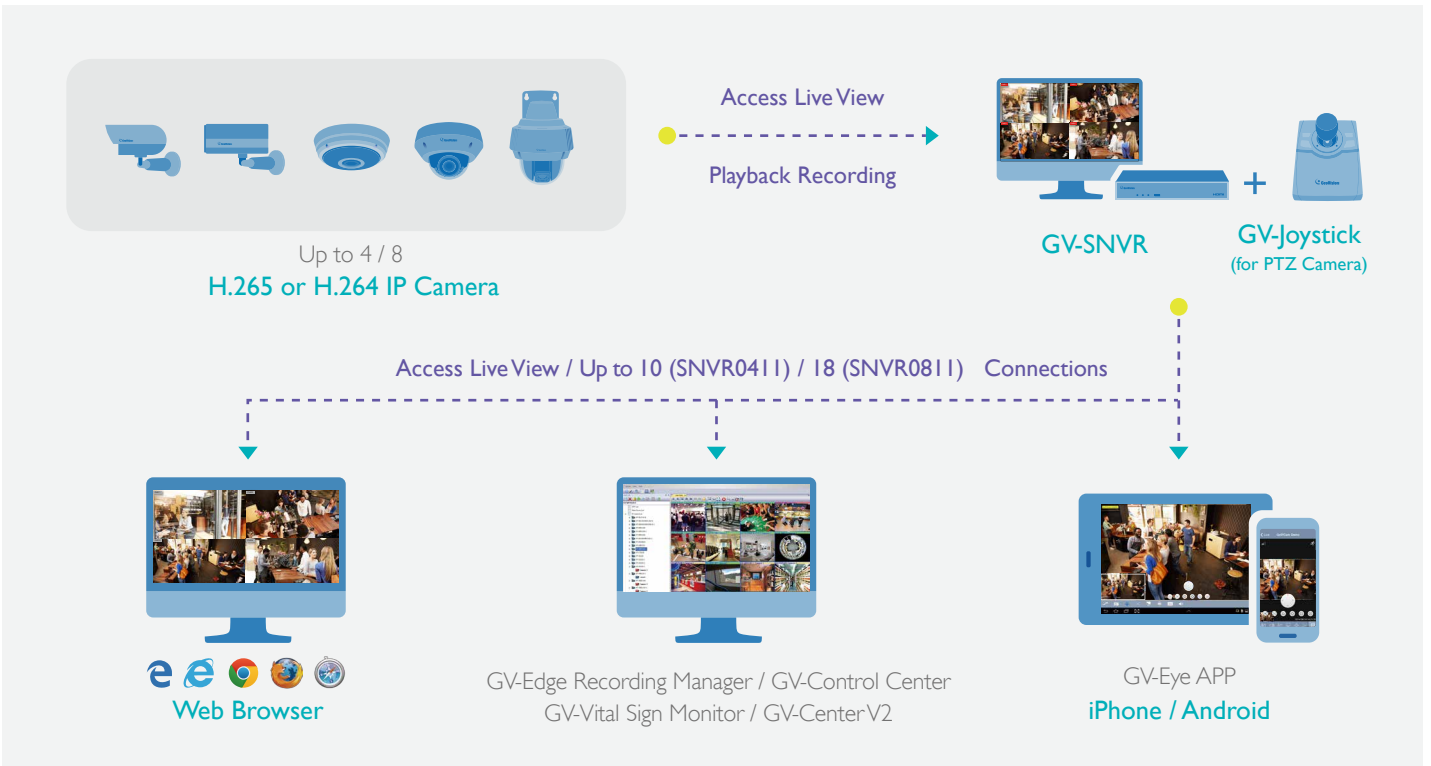 Access Live View
Playback Recording
GeoVision
Up to 4 / 8
H.265 or H.264 IP Camera
GV-SNVR
+
GV-Joystick
(for PTZ Camera)
Access Live View / Up to 10 (SNVR0411) / 18 (SNVR0811) Connections
Web Browser
GV-Edge Recording Manager / GV-Control Center
GV-Vital Sign Monitor / GV-Center V2
GV-Eye APP
iPhone / Android